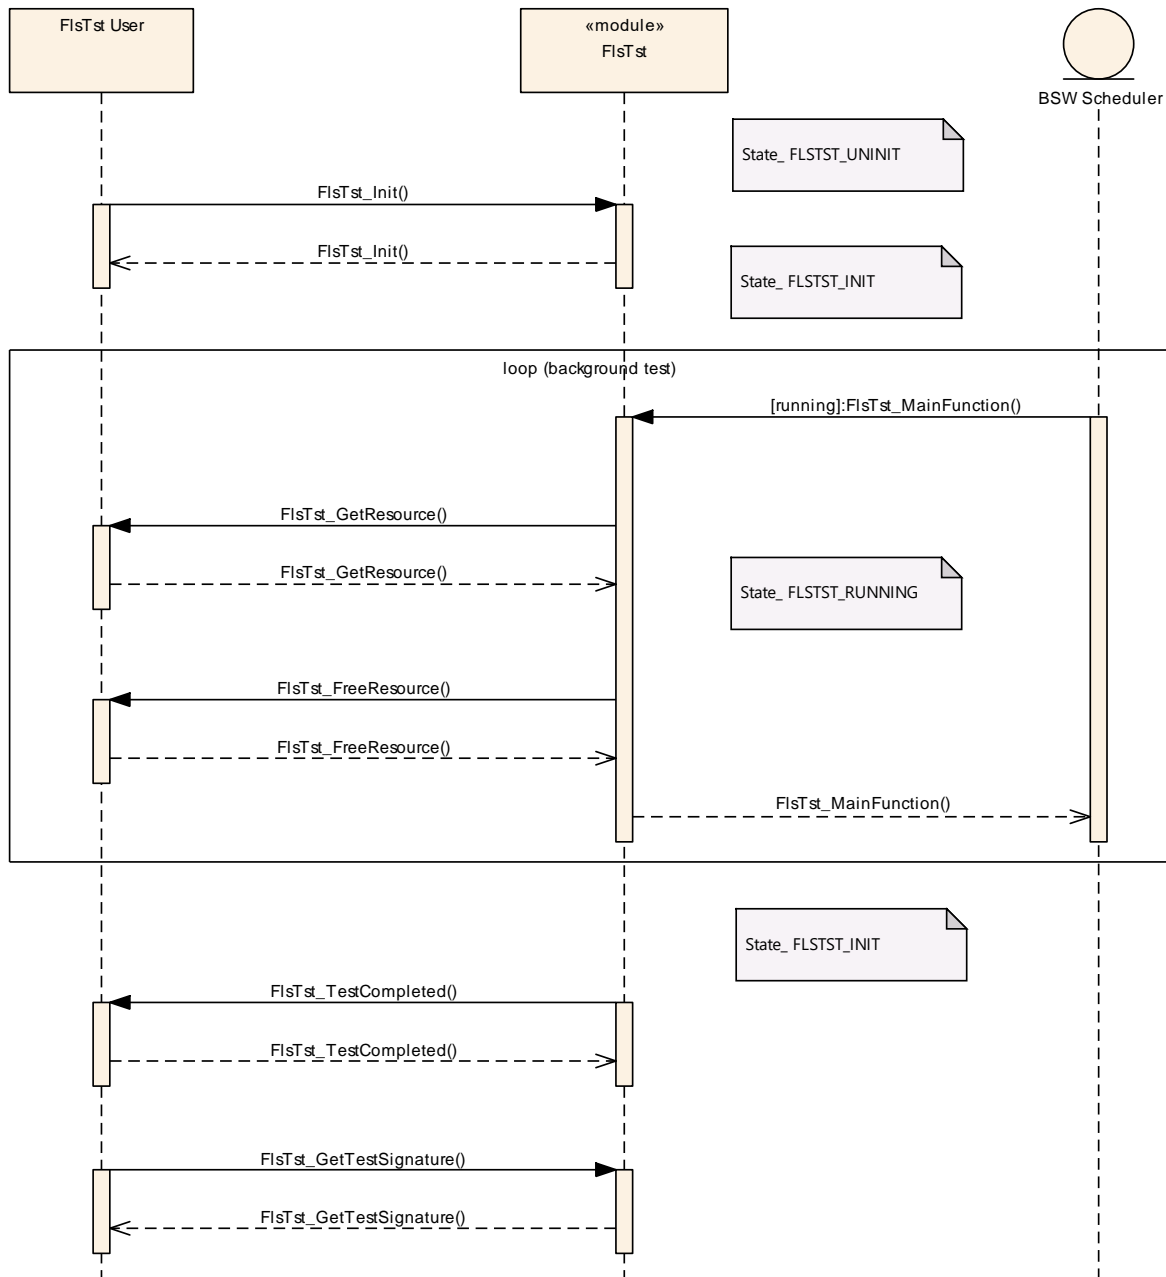 FlsTst User
«module»
FlsTst
BSW Scheduler
State_ FLSTST_UNINIT
FlsTst_Init()
FlsTst_Init()
State_ FLSTST_INIT
loop (background test)
[running]:FlsTst_MainFunction()
FlsTst_GetResource()
FlsTst_GetResource()
State_ FLSTST_RUNNING
FlsTst_FreeResource()
FlsTst_FreeResource()
FlsTst_MainFunction()
State_ FLSTST_INIT
FlsTst_TestCompleted()
FlsTst_TestCompleted()
FlsTst_GetTestSignature()
FlsTst_GetTestSignature()